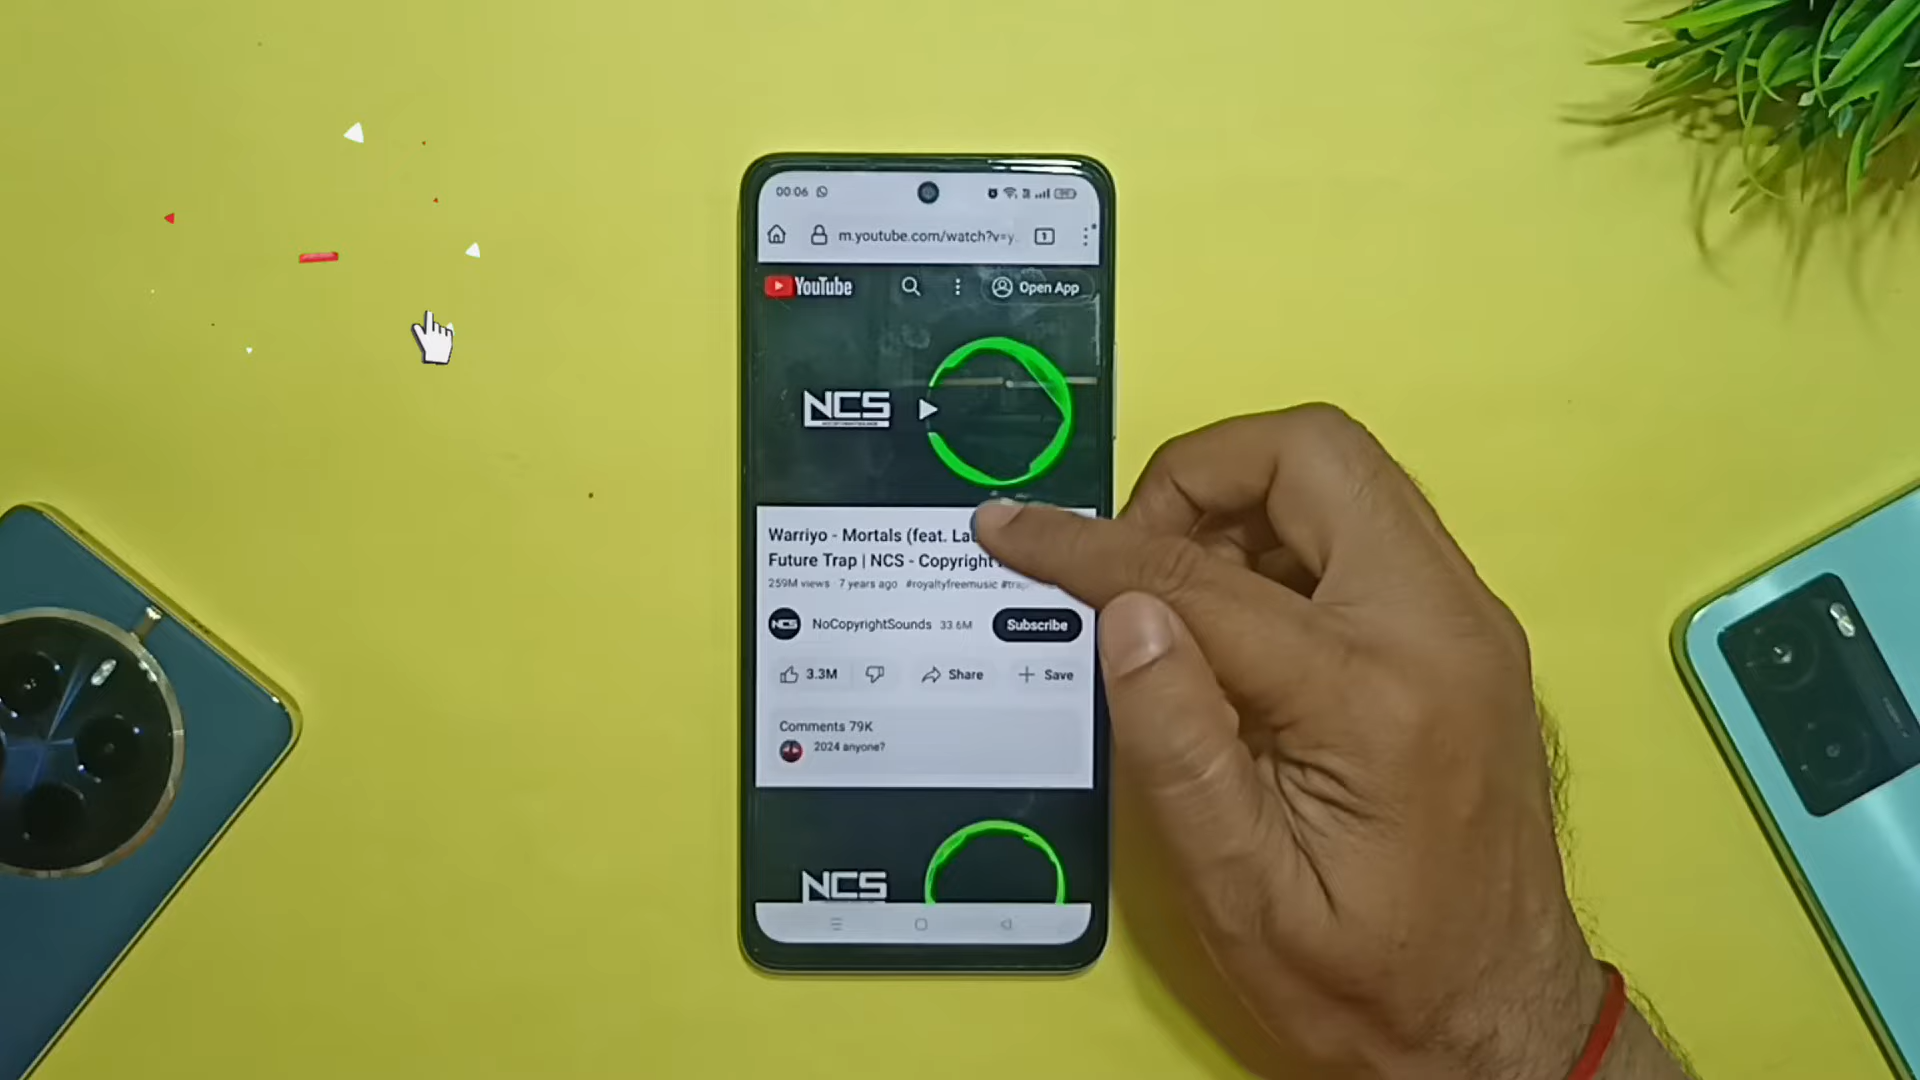 00:06
m.youtube.com/watch?v=y..
1
YouTube
Open App
NCS
Warriyo - Mortals (feat.
Future Trap | NCS - Copyright
259M views 7 years ago #royaltyfreemusic
NCS
NoCopyrightSounds 33.6M
Subscribe
3.3M
Share
Save
Comments 79K
2024 anyone?
NCS